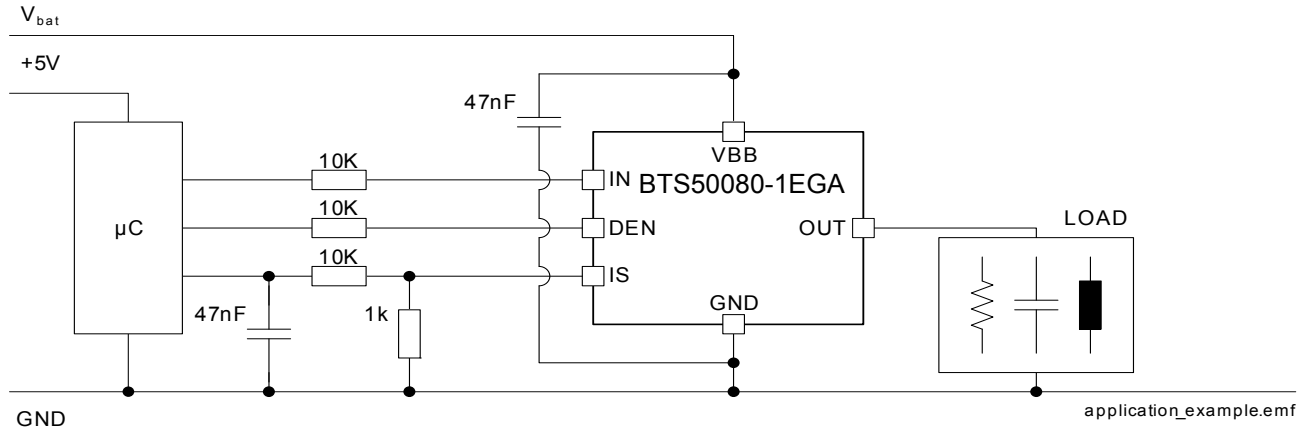 Vbat
+5V
47nF
VBB
10K
IN
BTS50080-1EGA
µC
10K
DEN
OUT
LOAD
10K
IS
47nF
1k
GND
GND
application_example.emf